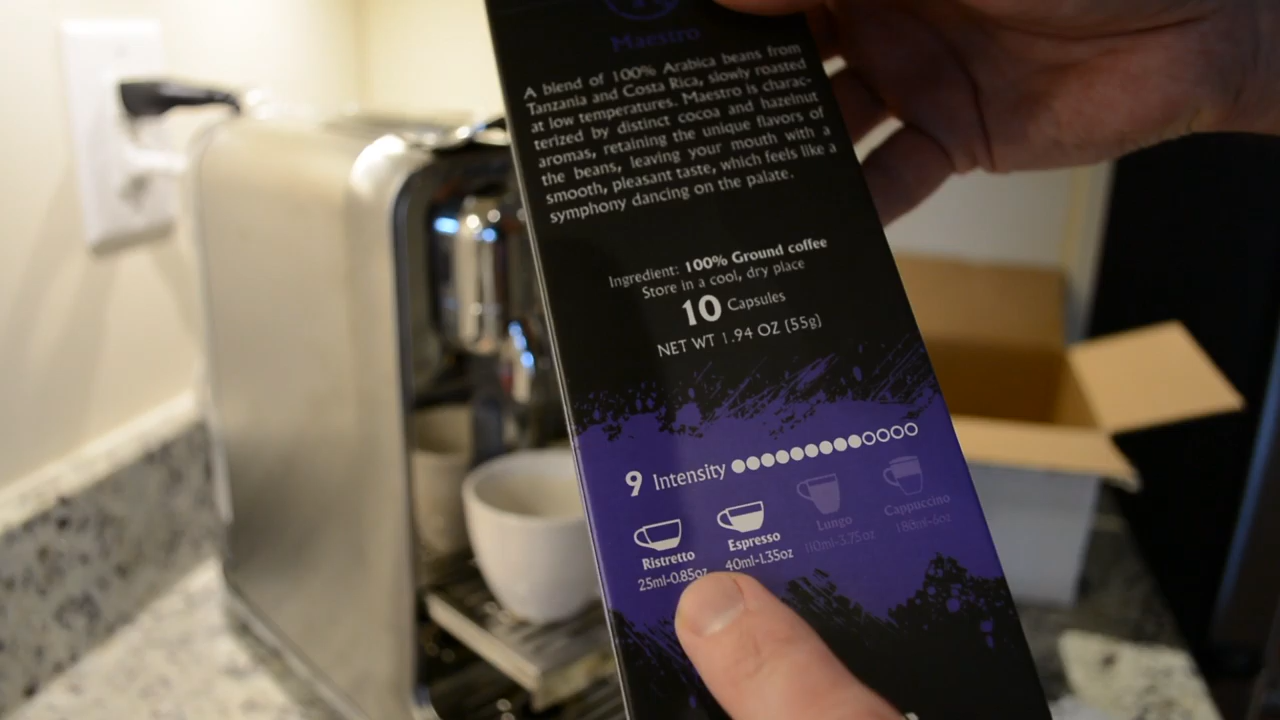 Maestro
A blend of 100% Arabica beans from
Tanzania and Costa Rica, slowly roasted
at low temperatures. Maestro is charac-
terized by distinct cocoa and hazelnut
aromas, retaining the unique flavors of
the beans, leaving your mouth with a
smooth, pleasant taste, which feels like a
symphony dancing on the palate.
Ingredient: 100% Ground coffee
Store in a cool, dry place
10 Capsules
NET WT 1.94 OZ (55g)
9 Intensity
Ristretto
25ml-0.85oz
Espresso
40ml-1.35oz
Lungo
110ml-3.75oz
Cappuccino
180ml-6oz